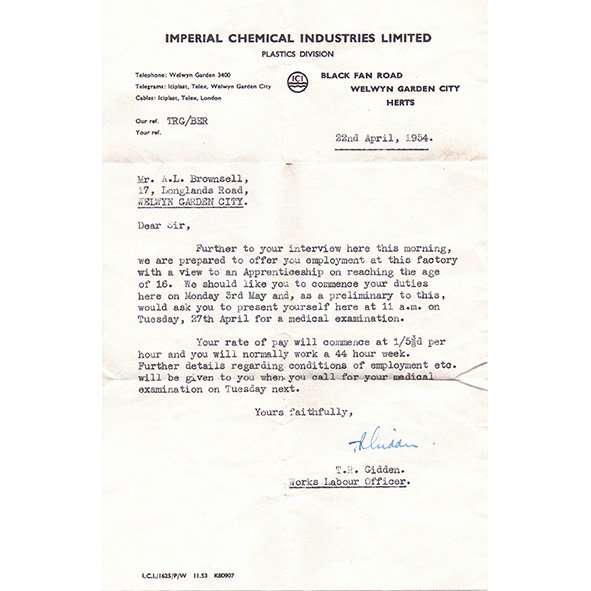 IMPERIAL CHEMICAL INDUSTRIES LIMITED
PLASTICS DIVISION
Telephone: Welwyn Garden 3400
Telegrams: Iciplast, Telex, Welwyn Garden City
Cables: Iciplast, Telex, London
ICI
BLACK FAN ROAD
WELWYN GARDEN CITY
HERTS
Our ref. TRG/BER
Your ref.
22nd April, 1954.
Mr. A.L. Brownsell,
17, Longlands Road,
WELWYN GARDEN CITY.
Dear Sir,
Further to your interview here this morning,
we are prepared to offer you employment at this factory
with a view to an Apprenticeship on reaching the age
of 16. We should like you to commence your duties
here on Monday 3rd May and, as a preliminary to this,
would ask you to present yourself here at 11 a.m. on
Tuesday, 27th April for a medical examination.
Your rate of pay will commence at 1/5⅜d per
hour and you will normally work a 44 hour week.
Further details regarding conditions of employment etc.
will be given to you when you call for your medical
examination on Tuesday next.
Yours faithfully,
T.R. Gidden.
Works Labour Officer.
I.C.I./1625/P/W 11.53 K80907